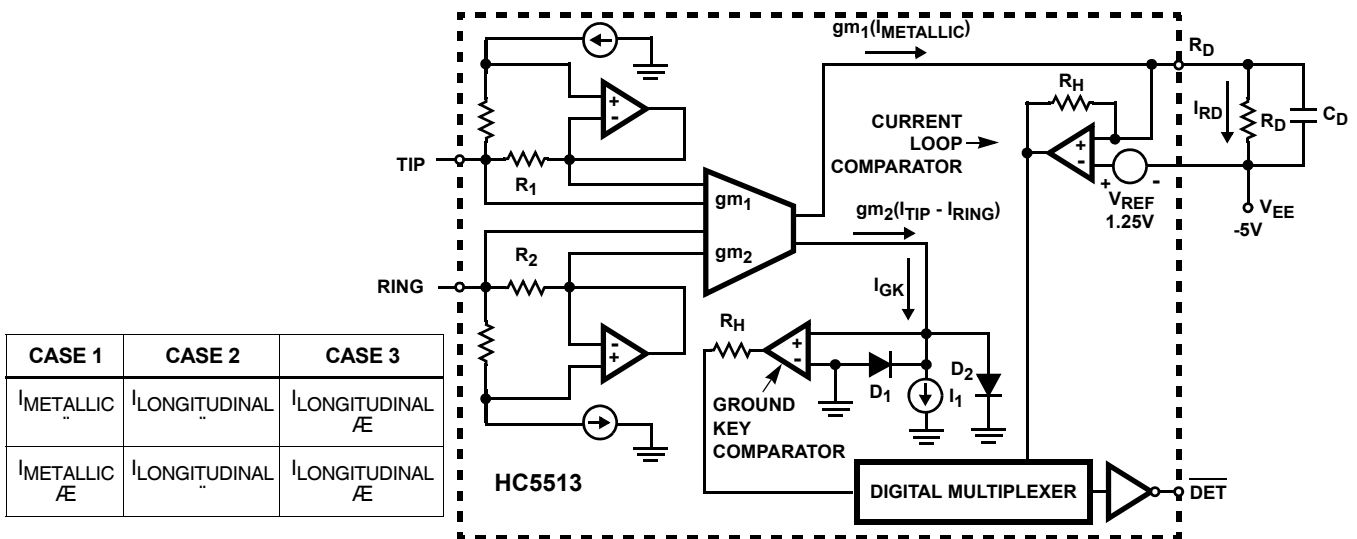 gm1(IMETALLIC)
RD
RH
CURRENT
LOOP
COMPARATOR
IRD
RD
CD
+
-
+
-
+
-
VREF
1.25V
VEE
-5V
TIP
R1
gm1
gm2(ITIP - IRING)
gm2
R2
RING
IGK
RH
-
+
+
-
D1
I1
D2
GROUND
KEY
COMPARATOR
HC5513
DIGITAL MULTIPLEXER
DET
CASE 1 CASE 2 CASE 3
IMETALLIC ILONGITUDINAL ILONGITUDINAL
¨ ¨ Æ
IMETALLIC ILONGITUDINAL ILONGITUDINAL
Æ ¨ Æ